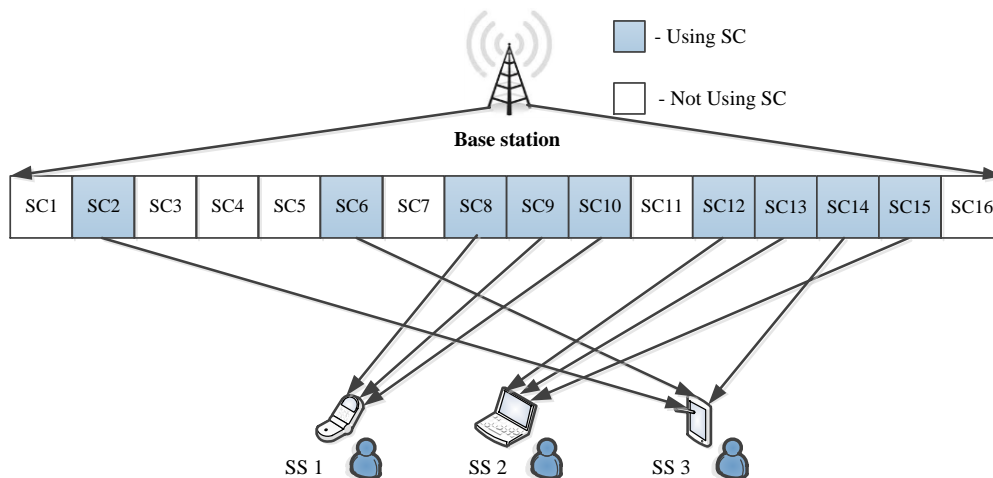 - Using SC
- Not Using SC
Base station
SC1 SC2 SC3 SC4 SC5 SC6 SC7 SC8 SC9 SC10 SC11 SC12 SC13 SC14 SC15 SC16
SS 1 SS 2 SS 3